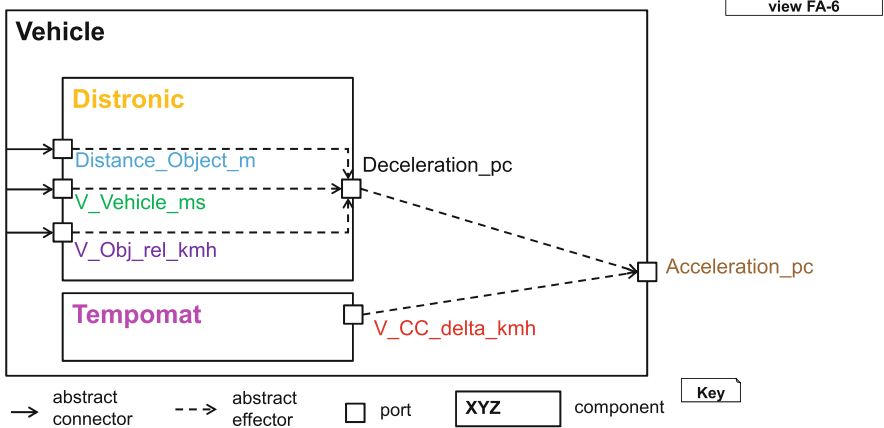 view FA-6
Vehicle
Distronic
Distance_Object_m
Deceleration_pc
V_Vehicle_ms
V_Obj_rel_kmh
Acceleration_pc
Tempomat
V_CC_delta_kmh
abstract
connector
abstract
effector
port
XYZ
component
Key